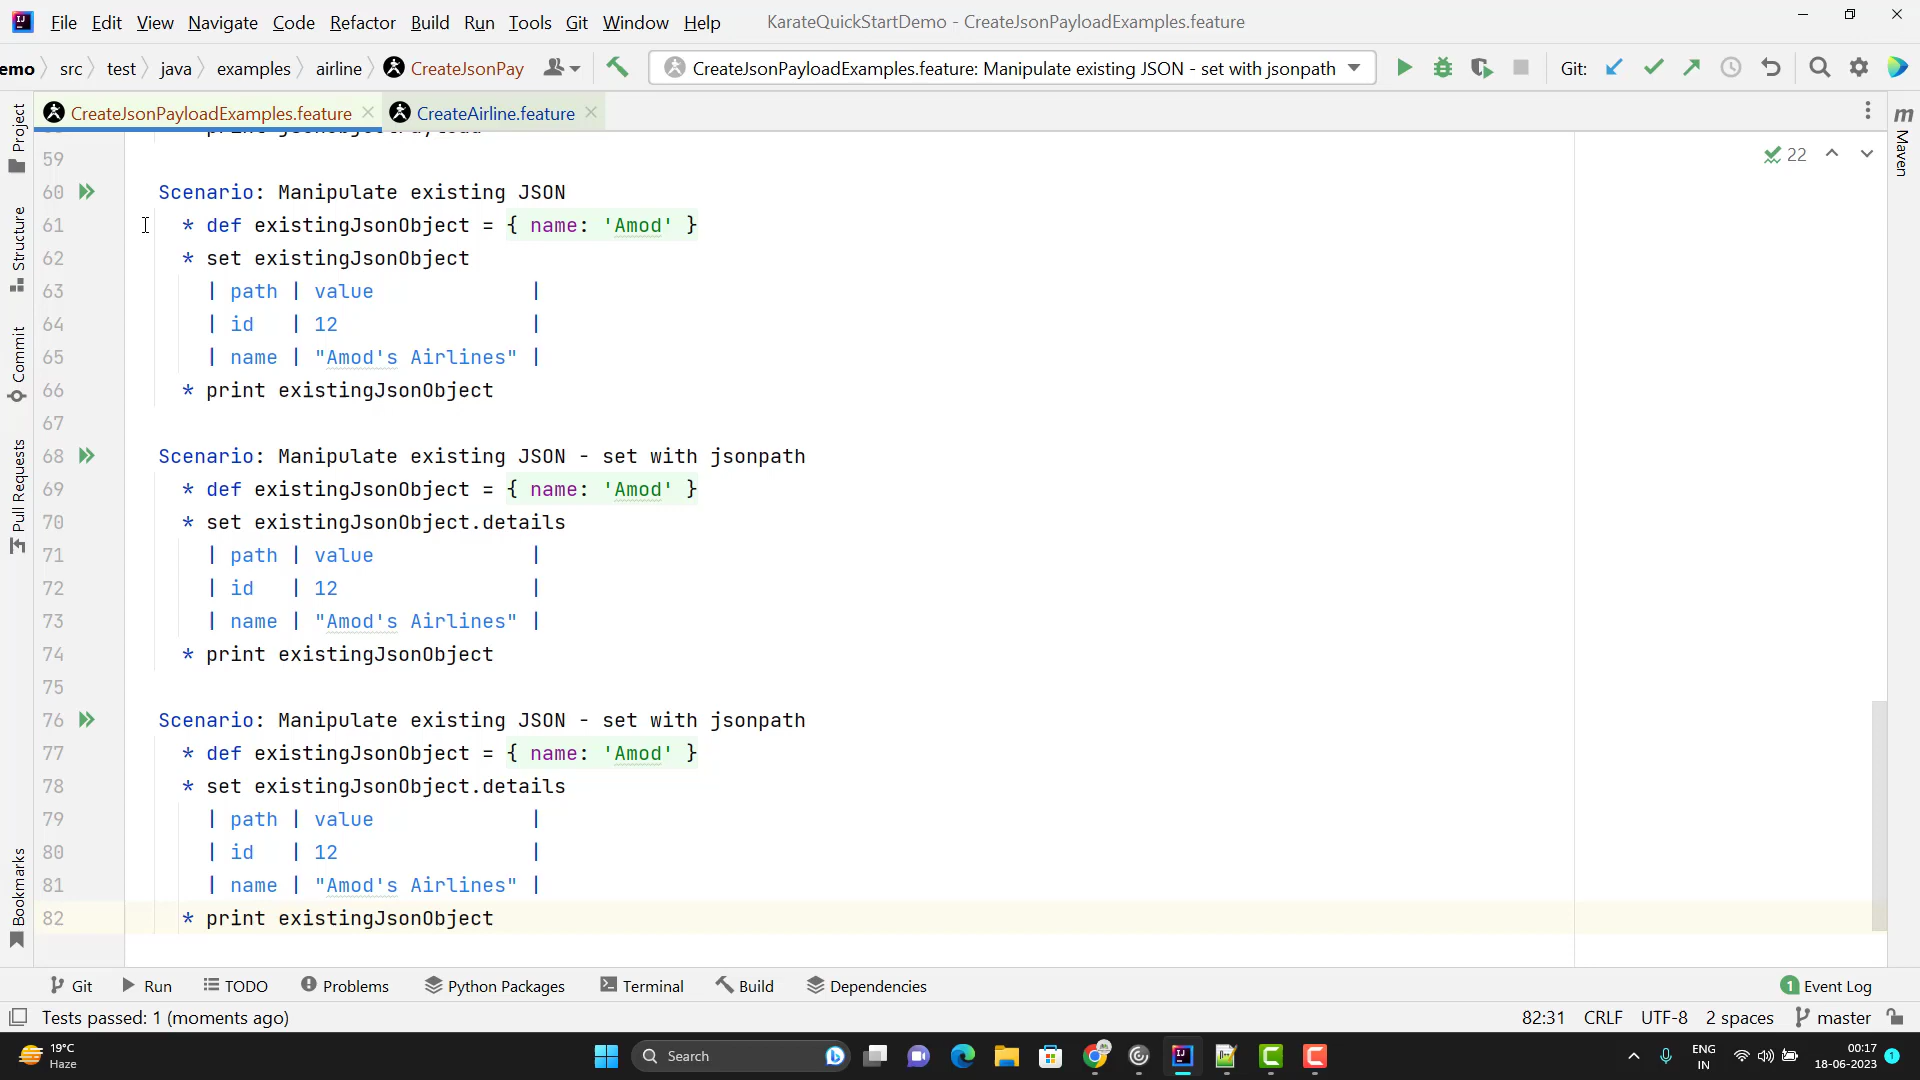 File Edit View Navigate Code Refactor Build Run Tools Git Window Help KarateQuickStartDemo - CreateJsonPayloadExamples.feature
emo src test java examples airline CreateJsonPay CreateJsonPayloadExamples.feature: Manipulate existing JSON - set with jsonpath Git:
CreateJsonPayloadExamples.feature CreateAirline.feature
59
60 Scenario: Manipulate existing JSON
61 * def existingJsonObject = { name: 'Amod' }
62 * set existingJsonObject
63 | path | value |
64 | id | 12 |
65 | name | "Amod's Airlines" |
66 * print existingJsonObject
67
68 Scenario: Manipulate existing JSON - set with jsonpath
69 * def existingJsonObject = { name: 'Amod' }
70 * set existingJsonObject.details
71 | path | value |
72 | id | 12 |
73 | name | "Amod's Airlines" |
74 * print existingJsonObject
75
76 Scenario: Manipulate existing JSON - set with jsonpath
77 * def existingJsonObject = { name: 'Amod' }
78 * set existingJsonObject.details
79 | path | value |
80 | id | 12 |
81 | name | "Amod's Airlines" |
82 * print existingJsonObject
22
Project
Structure
Commit
Pull Requests
Bookmarks
m Maven
Git Run TODO Problems Python Packages Terminal Build Dependencies 1 Event Log
Tests passed: 1 (moments ago) 82:31 CRLF UTF-8 2 spaces master
19°C
Haze
Search
ENG
IN
00:17
18-06-2023
1